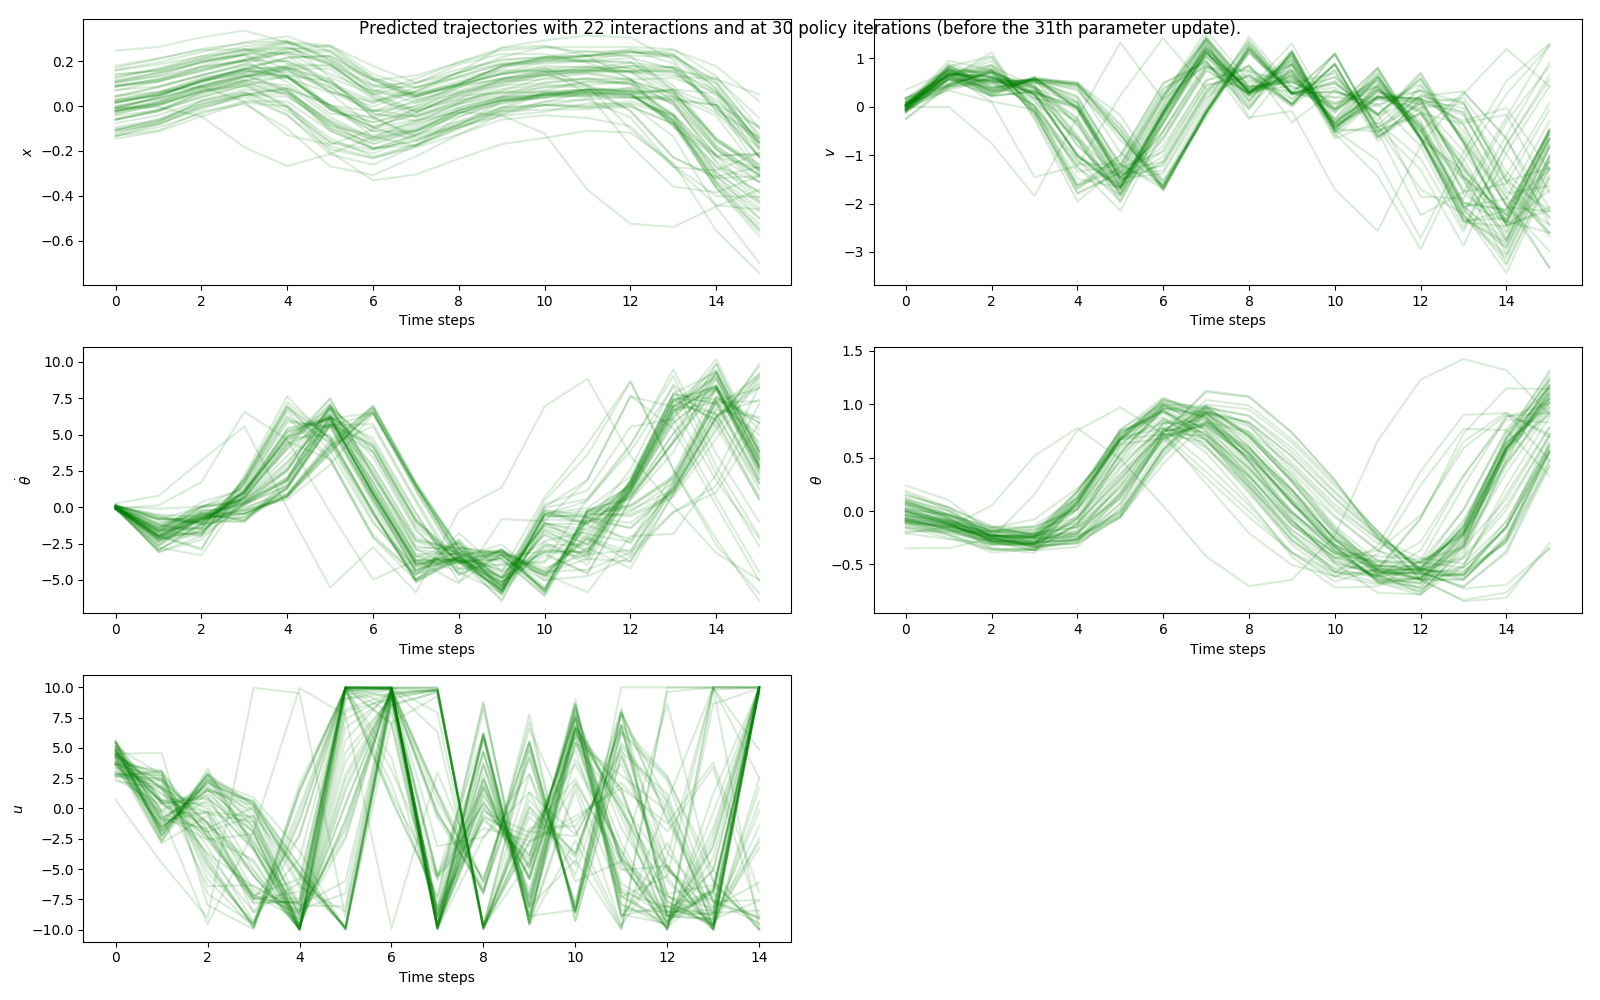 Predicted trajectories with 22 interactions and at 30 policy iterations (before the 31th parameter update).
0.2
0.0
−0.2
−0.4
−0.6
x
0 2 4 6 8 10 12 14
Time steps
1
0
−1
−2
−3
v
0 2 4 6 8 10 12 14
Time steps
10.0
7.5
5.0
2.5
0.0
−2.5
−5.0
θ̇
0 2 4 6 8 10 12 14
Time steps
1.5
1.0
0.5
0.0
−0.5
θ
0 2 4 6 8 10 12 14
Time steps
10.0
7.5
5.0
2.5
0.0
−2.5
−5.0
−7.5
−10.0
u
0 2 4 6 8 10 12 14
Time steps